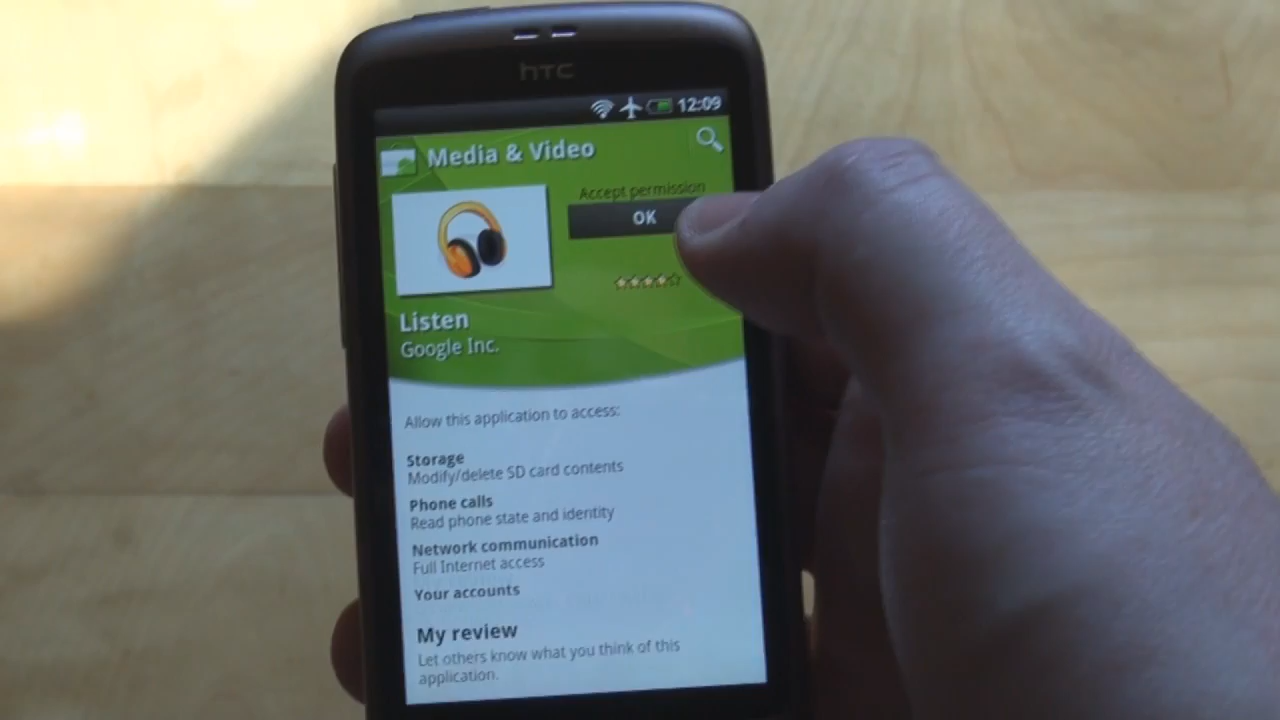 hTC
12:09
Media & Video
Accept permission
OK
Listen
Google Inc.
Allow this application to access:
Storage
Modify/delete SD card contents
Phone calls
Read phone state and identity
Network communication
Full Internet access
Your accounts
My review
Let others know what you think of this
application.